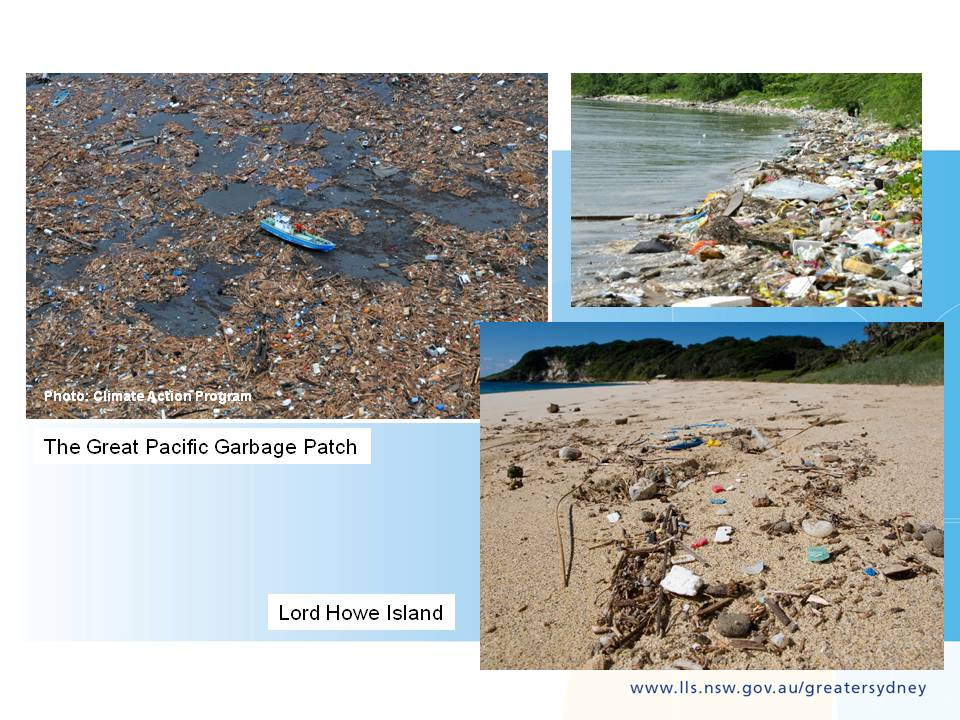 Photo: Climate Action Program
The Great Pacific Garbage Patch
Lord Howe Island
www.lls.nsw.gov.au/greatersydney